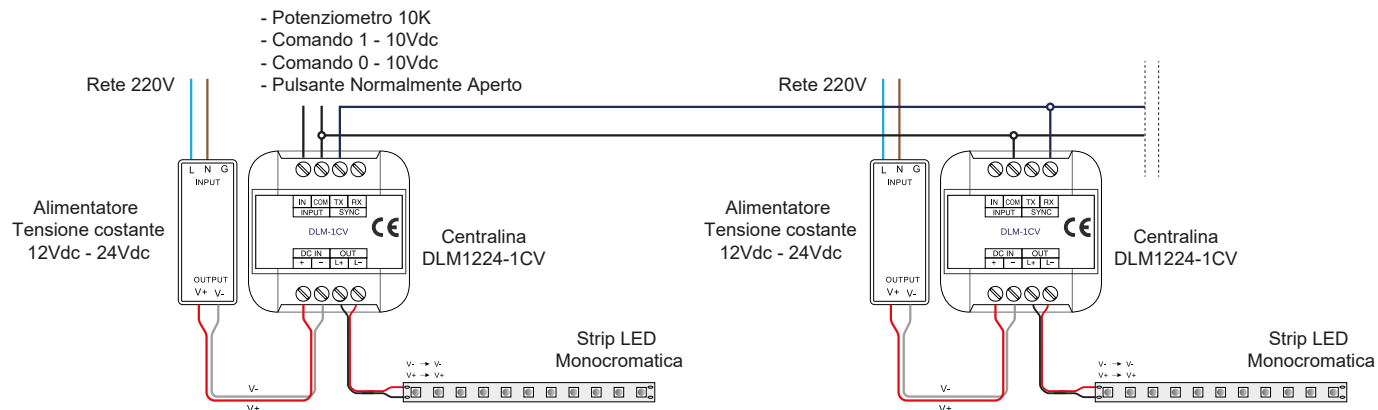 - Potenziometro 10K
- Comando 1 - 10Vdc
- Comando 0 - 10Vdc
- Pulsante Normalmente Aperto
Rete 220V
L N G
INPUT
Alimentatore
Tensione costante
12Vdc - 24Vdc
OUTPUT
V+ V-
IN COM TX RX
INPUT SYNC
DLM-1CV
CE
DC IN OUT
+ - L+ L-
Centralina
DLM1224-1CV
Strip LED
Monocromatica
V- → V-
V+ → V+
V-
V+
Rete 220V
L N G
INPUT
Alimentatore
Tensione costante
12Vdc - 24Vdc
OUTPUT
V+ V-
IN COM TX RX
INPUT SYNC
DLM-1CV
CE
DC IN OUT
+ - L+ L-
Centralina
DLM1224-1CV
Strip LED
Monocromatica
V- → V-
V+ → V+
V-
V+